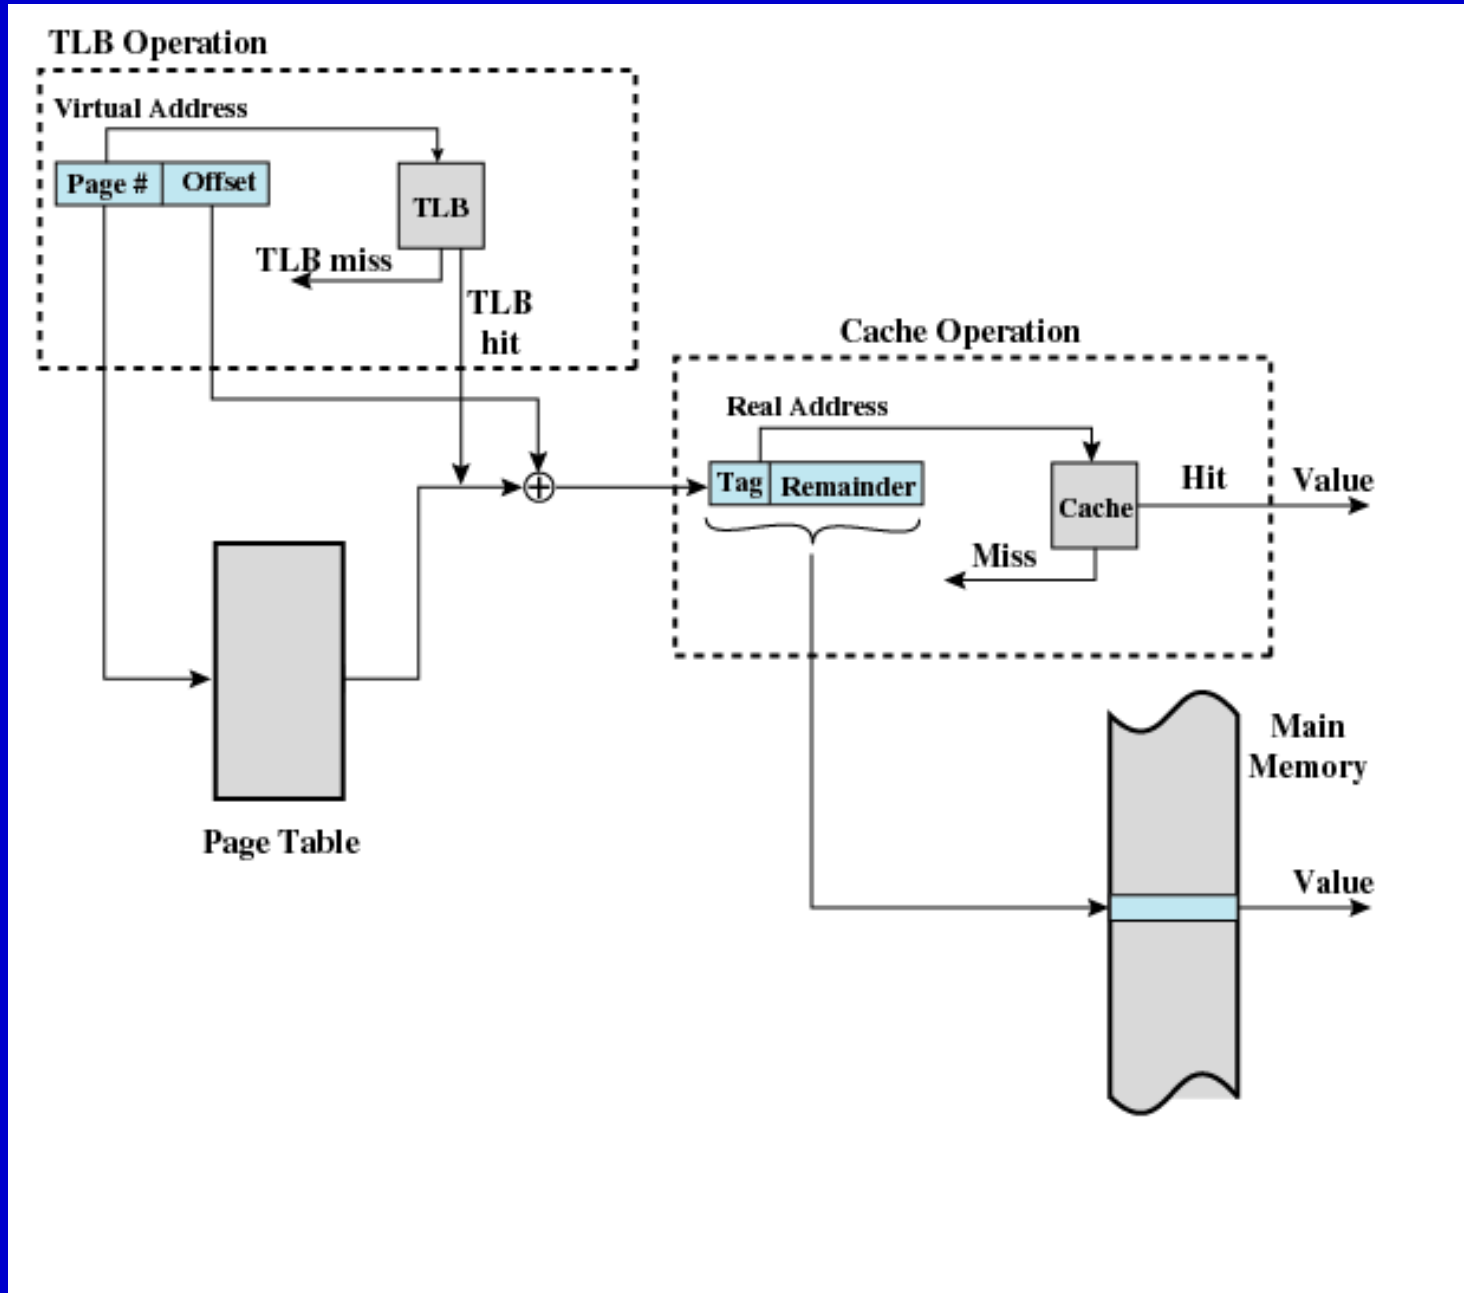 TLB Operation
Virtual Address
Page # Offset
TLB
TLB miss
TLB
hit
Cache Operation
Real Address
Tag Remainder
Cache
Hit
Value
Miss
Page Table
Main
Memory
Value